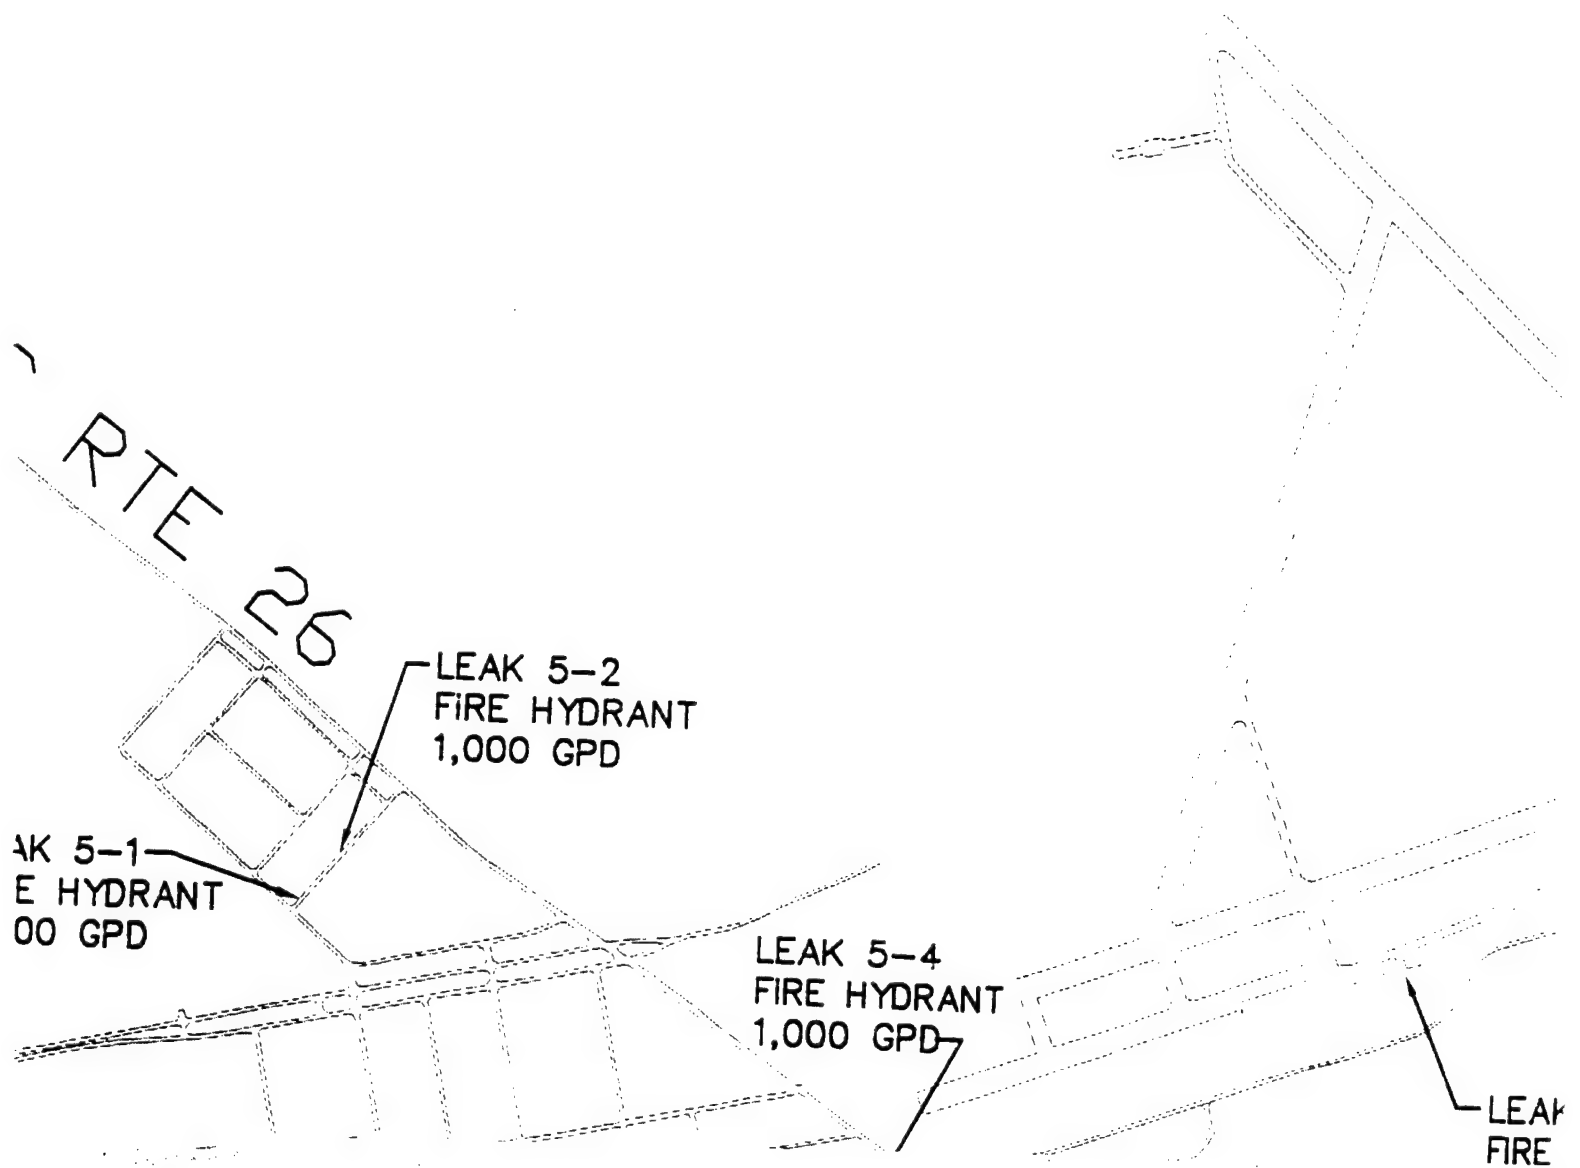 RTE 26
LEAK 5-2
FIRE HYDRANT
1,000 GPD
AK 5-1
E HYDRANT
00 GPD
LEAK 5-4
FIRE HYDRANT
1,000 GPD
LEAK
FIRE